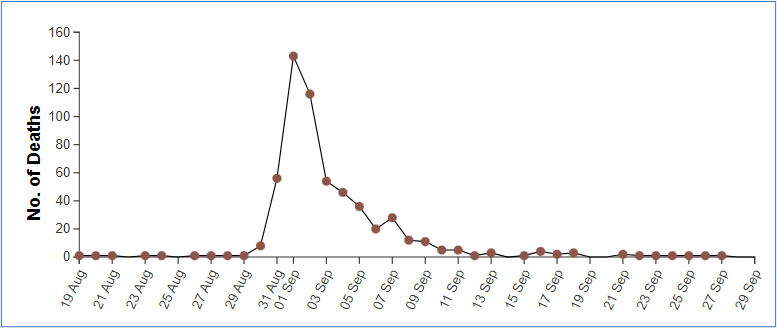 No. of Deaths
160
140
120
100
80
60
40
20
0
19 Aug
21 Aug
23 Aug
25 Aug
27 Aug
29 Aug
31 Aug
01 Sep
03 Sep
05 Sep
07 Sep
09 Sep
11 Sep
13 Sep
15 Sep
17 Sep
19 Sep
21 Sep
23 Sep
25 Sep
27 Sep
29 Sep